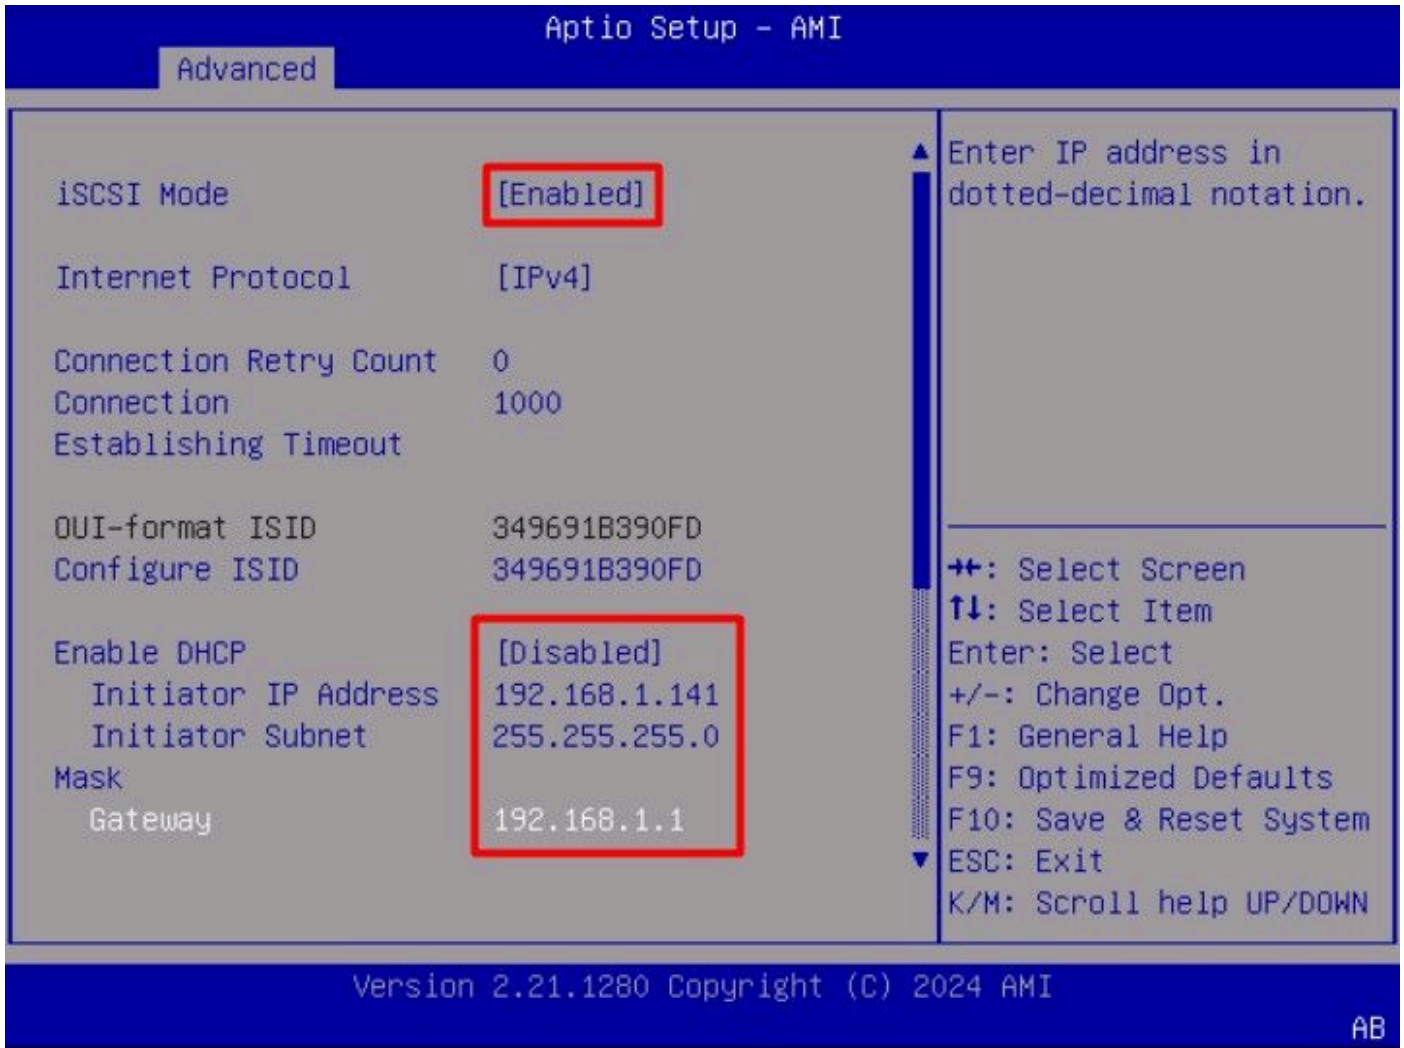 Aptio Setup – AMI
Advanced
iSCSI Mode [Enabled]
Internet Protocol [IPv4]
Connection Retry Count 0
Connection 1000
Establishing Timeout
OUI-format ISID 349691B390FD
Configure ISID 349691B390FD
Enable DHCP [Disabled]
Initiator IP Address 192.168.1.141
Initiator Subnet 255.255.255.0
Mask
Gateway 192.168.1.1
Enter IP address in
dotted-decimal notation.
→←: Select Screen
↑↓: Select Item
Enter: Select
+/-: Change Opt.
F1: General Help
F9: Optimized Defaults
F10: Save & Reset System
ESC: Exit
K/M: Scroll help UP/DOWN
Version 2.21.1280 Copyright (C) 2024 AMI
AB